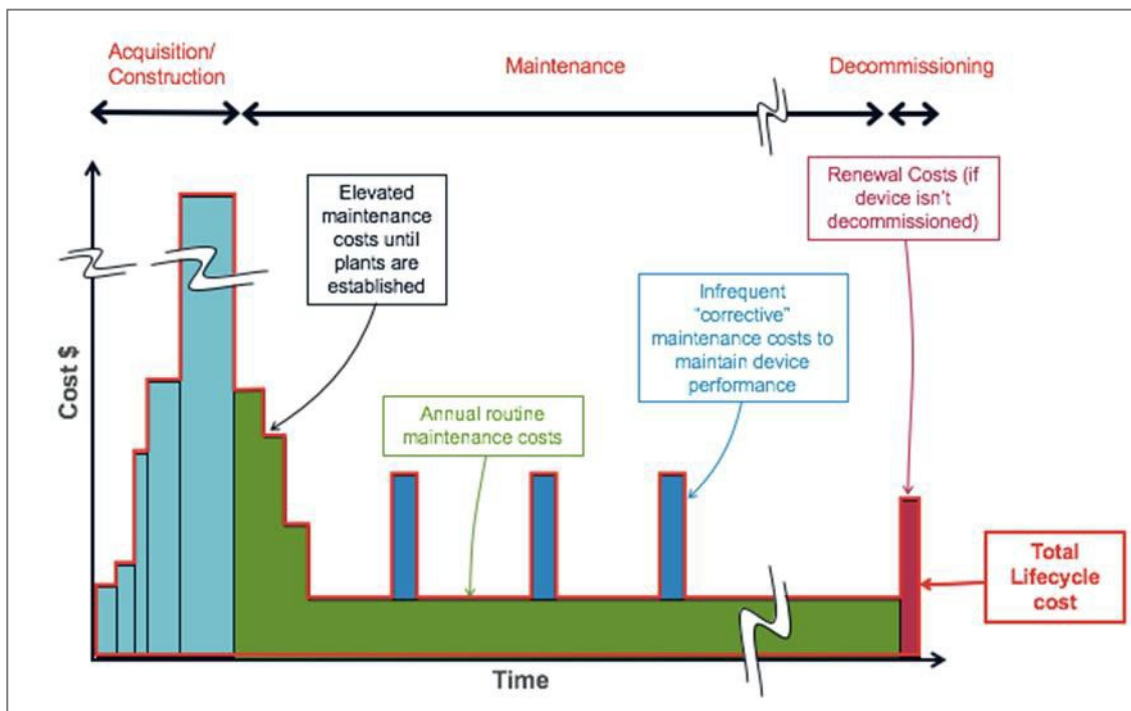 Acquisition/
Construction
Maintenance
Decommissioning
Elevated
maintenance
costs until
plants are
established
Renewal Costs (if
device isn't
decommissioned)
Infrequent
"corrective"
maintenance costs to
maintain device
performance
Annual routine
maintenance costs
Cost $
Total
Lifecycle
cost
Time